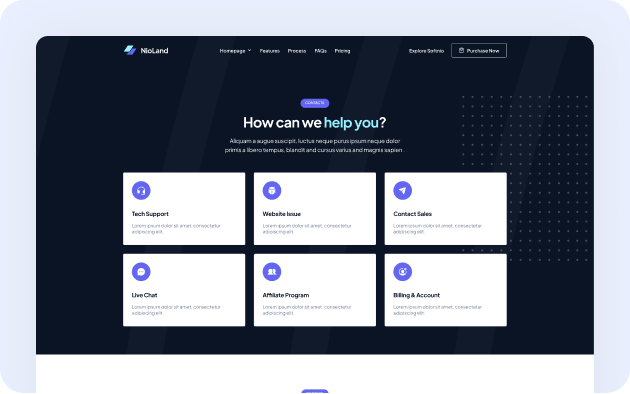 NioLand
Homepage Features Process FAQs Pricing
Explore Softnio Purchase Now
CONTACTS
How can we help you?
Aliquam a augue suscipit, luctus neque purus ipsum neque dolor
primis a libero tempus, blandit and cursus varius and magnis sapien
Tech Support
Lorem ipsum dolor sit amet, consectetur
adipiscing elit.
Website Issue
Lorem ipsum dolor sit amet, consectetur
adipiscing elit.
Contact Sales
Lorem ipsum dolor sit amet, consectetur
adipiscing elit.
Live Chat
Lorem ipsum dolor sit amet, consectetur
adipiscing elit.
Affiliate Program
Lorem ipsum dolor sit amet, consectetur
adipiscing elit.
Billing & Account
Lorem ipsum dolor sit amet, consectetur
adipiscing elit.